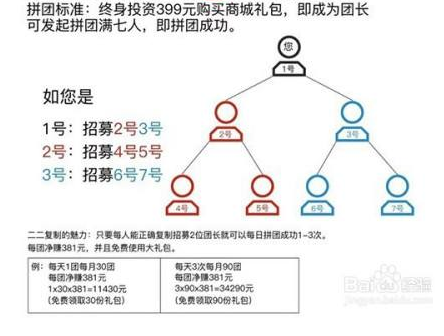 拼团标准：终身投资399元购买商城礼包，即成为团长
可发起拼团满七人，即拼团成功。
您
1号
如您是
1号：招募2号3号
2号：招募4号5号
3号：招募6号7号
2号
3号
4号
5号
6号
7号
二二复制的魅力：只要每人能正确复制招募2位团长就可以每日拼团成功1-3次。
每团净赚381元，并且免费使用大礼包。
例：每天1团每月30团
每团净赚381元
1x30x381=11430元
(免费领取30份礼包)
每天3次每月90团
每团净赚381元
3x90x381=34290元
(免费领取90份礼包)
Baidu经验
jingyan.baidu.com